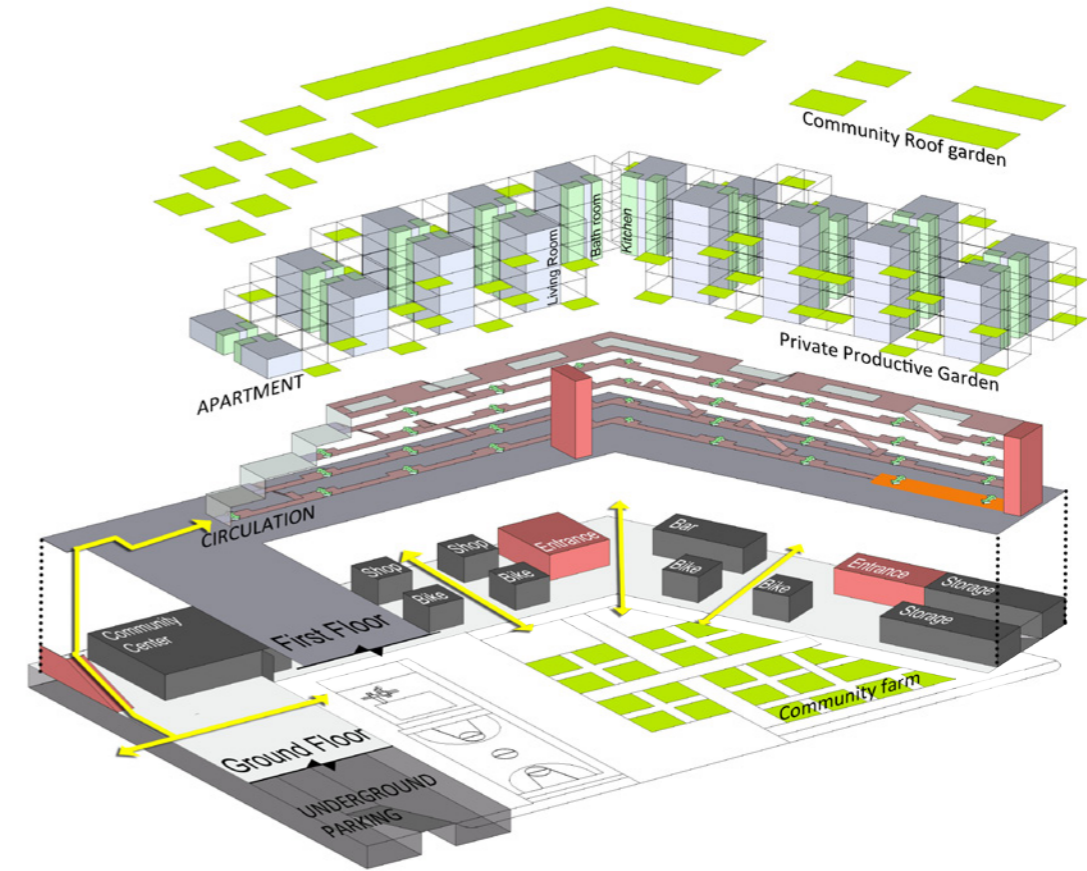 Community Roof garden
Bath room
Kitchen
Living Room
Private Productive Garden
APARTMENT
CIRCULATION
Bar
Shop
Entrance
Shop
Bike
Bike
Bike
Bike
Entrance
Storage
Storage
Community
Center
First Floor
Community farm
Ground Floor
UNDERGROUND
PARKING